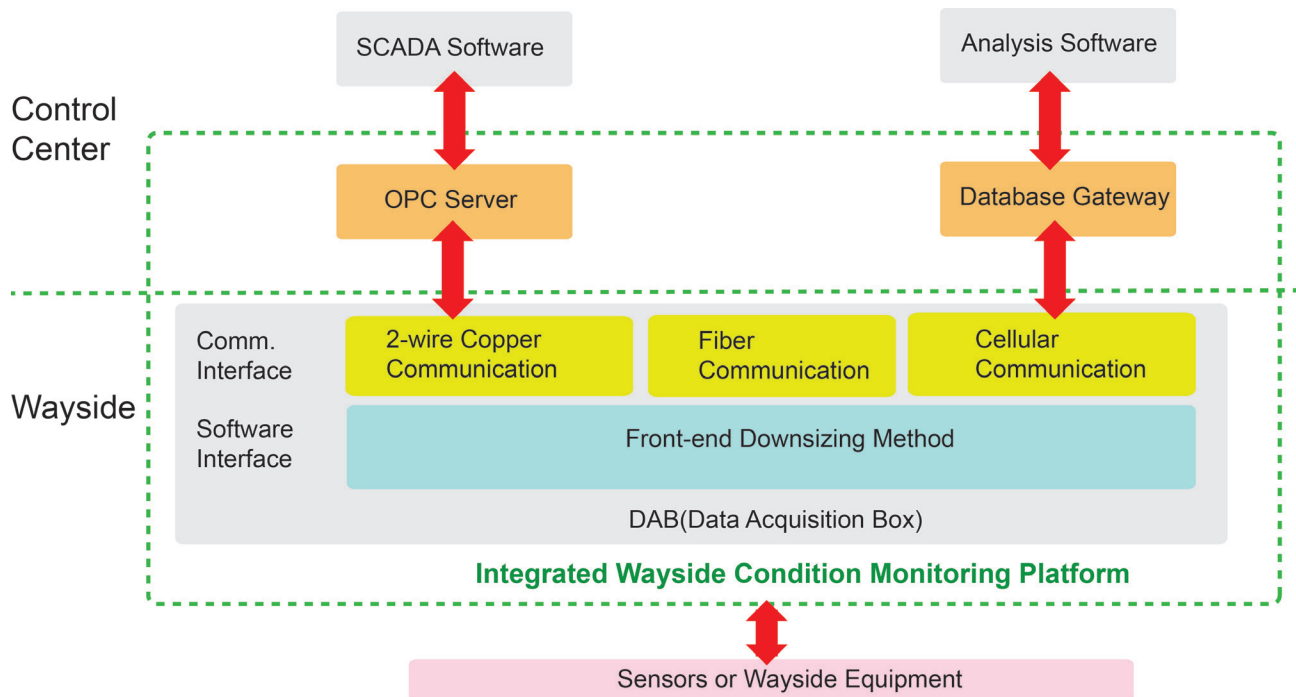 SCADA Software
Analysis Software
Control
Center
OPC Server
Database Gateway
Comm.
Interface
2-wire Copper
Communication
Fiber
Communication
Cellular
Communication
Wayside
Software
Interface
Front-end Downsizing Method
DAB(Data Acquisition Box)
Integrated Wayside Condition Monitoring Platform
Sensors or Wayside Equipment